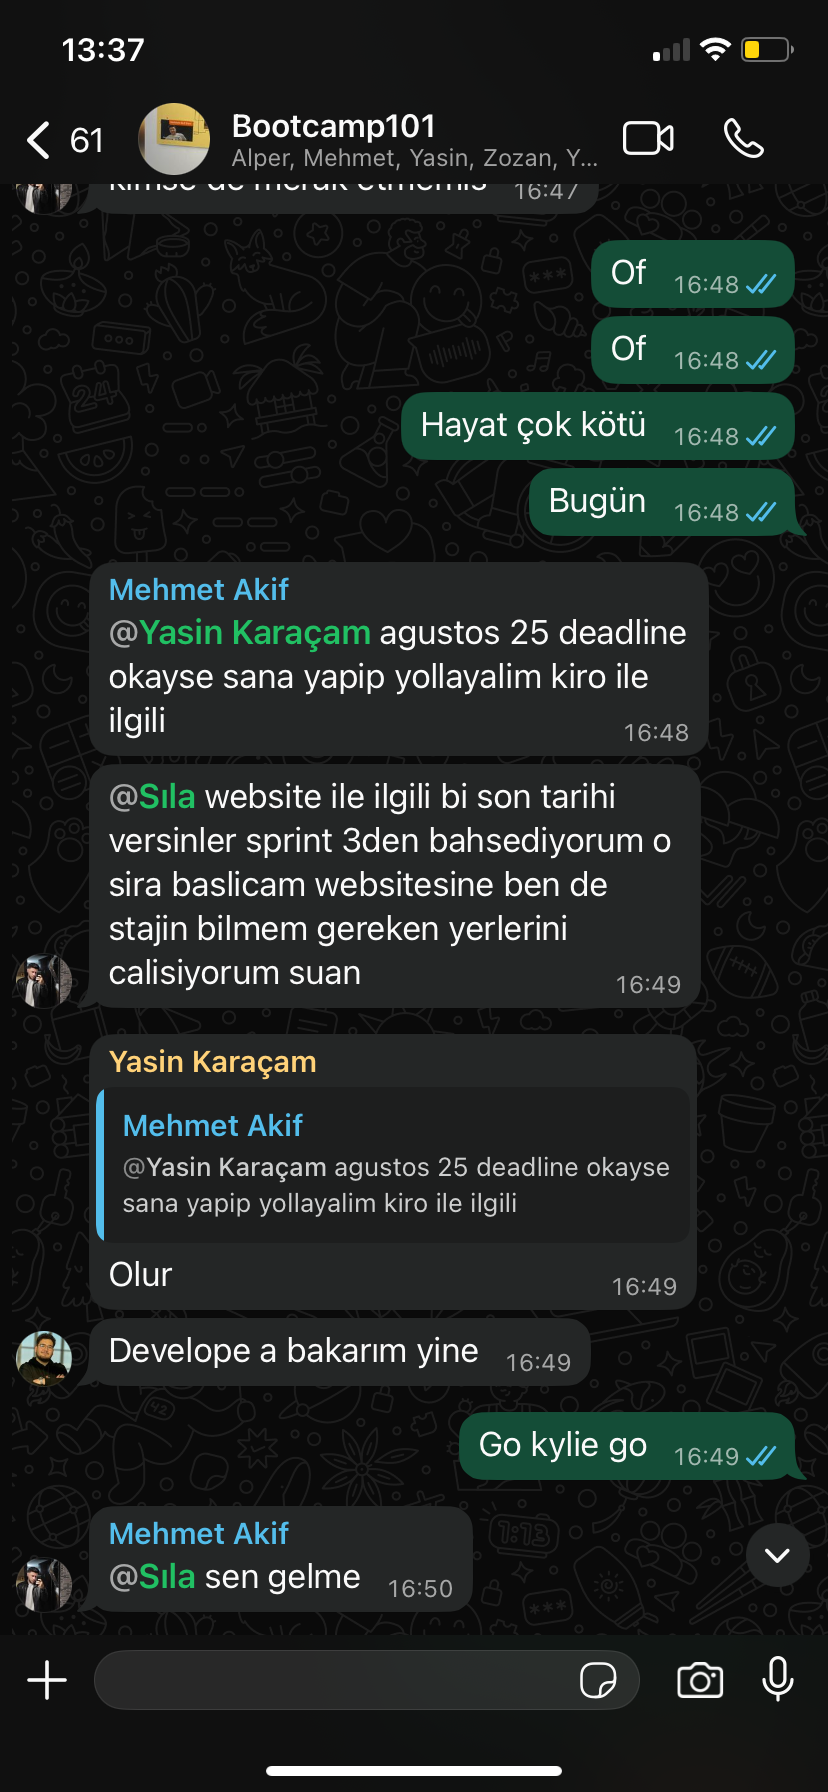 13:37
61
Bootcamp101
Alper, Mehmet, Yasin, Zozan, Y...
kimse de merak etmemis 16:47
Of 16:48
Of 16:48
Hayat çok kötü 16:48
Bugün 16:48
Mehmet Akif
@Yasin Karaçam agustos 25 deadline
okayse sana yapip yollayalim kiro ile
ilgili 16:48
@Sıla website ile ilgili bi son tarihi
versinler sprint 3den bahsediyorum o
sira baslicam websitesine ben de
stajin bilmem gereken yerlerini
calisiyorum suan 16:49
Yasin Karaçam
Mehmet Akif
@Yasin Karaçam agustos 25 deadline okayse
sana yapip yollayalim kiro ile ilgili
Olur 16:49
Develope a bakarım yine 16:49
Go kylie go 16:49
Mehmet Akif
@Sıla sen gelme 16:50